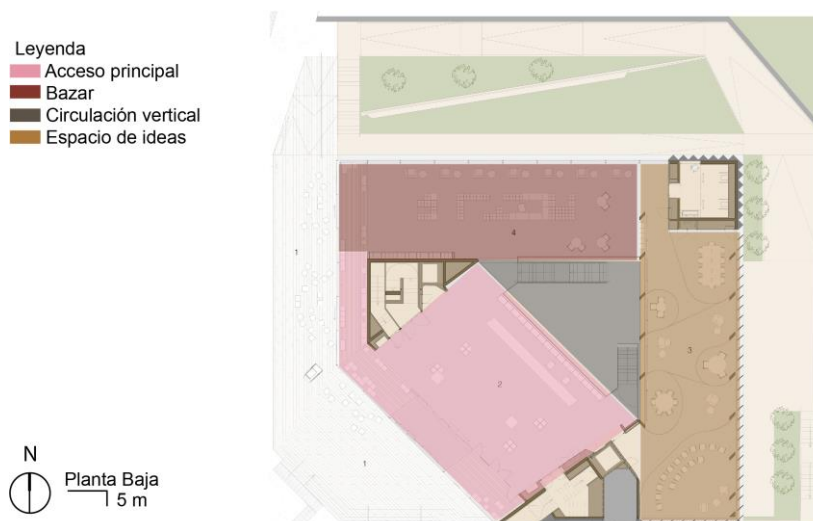 Leyenda
Acceso principal
Bazar
Circulación vertical
Espacio de ideas
1
4
3
2
1
N
Planta Baja
5 m